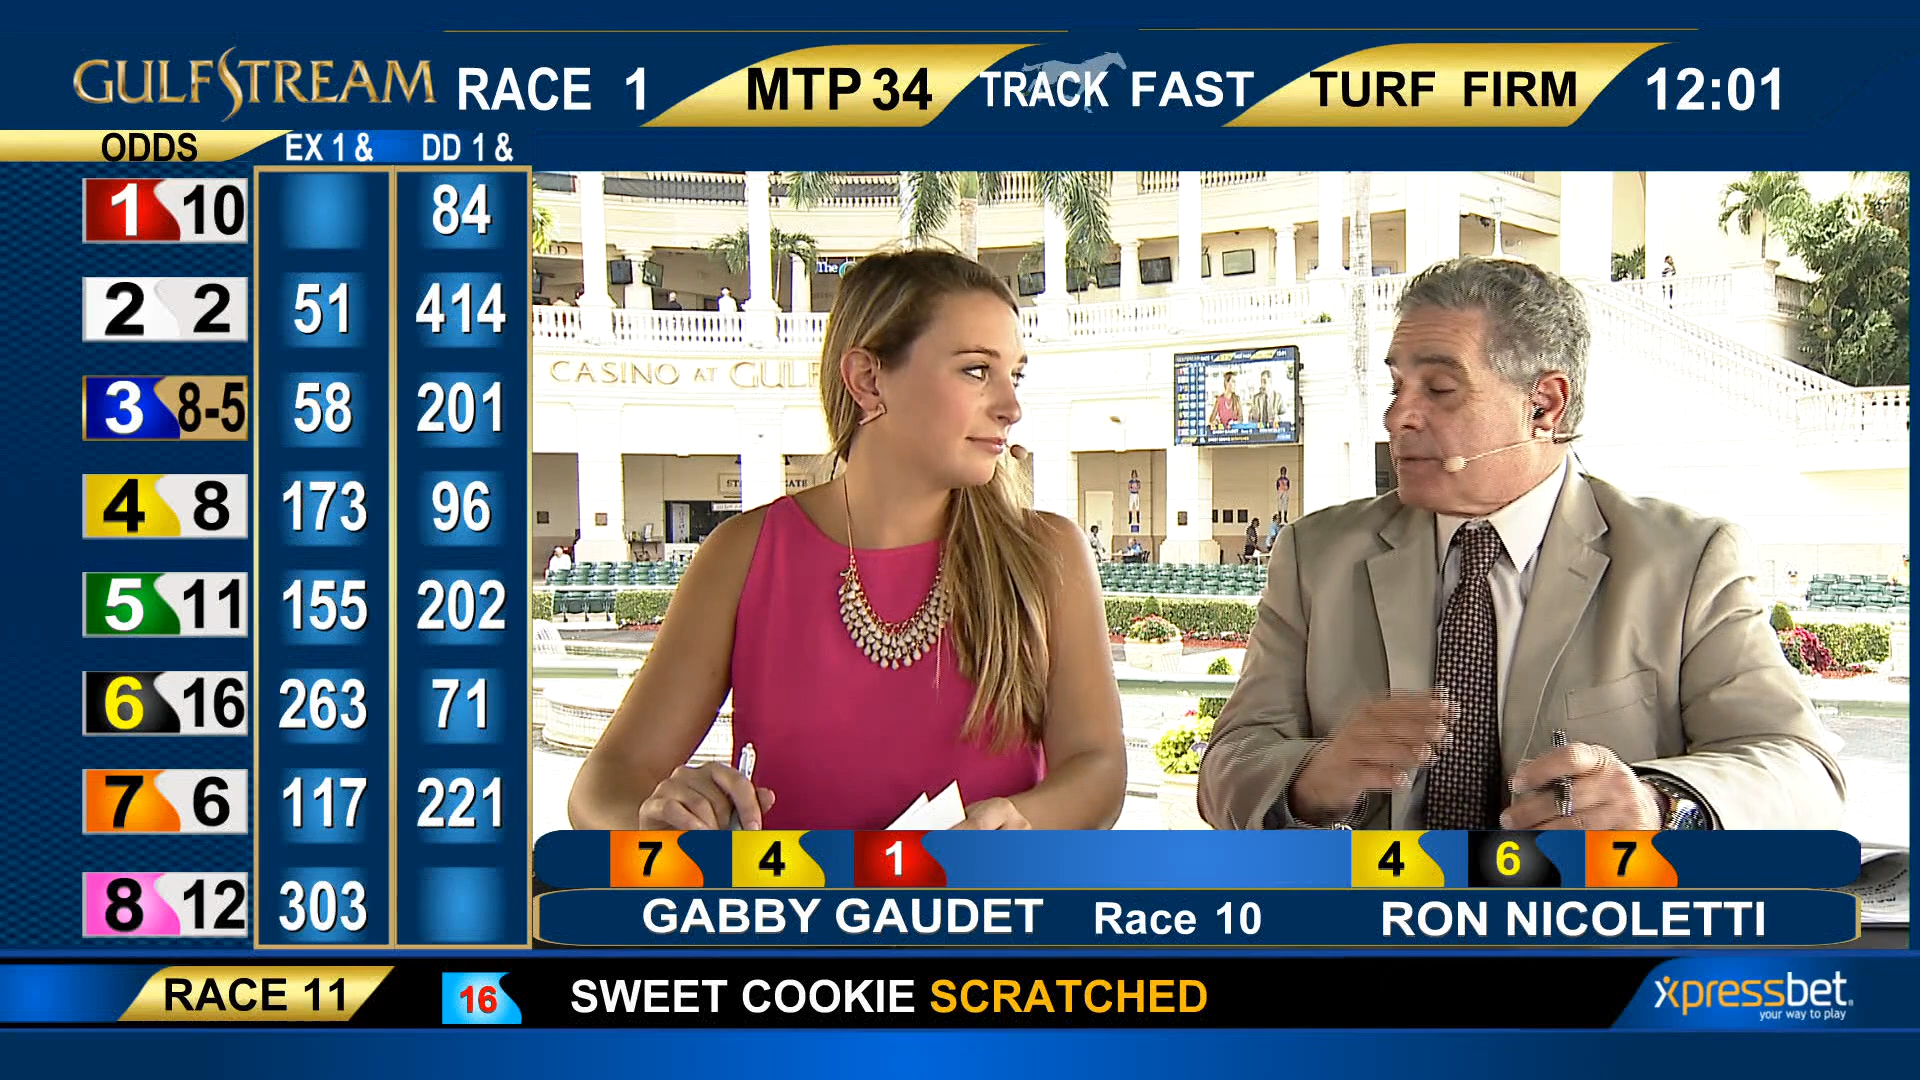 GULFSTREAM RACE 1 MTP 34 TRACK FAST TURF FIRM 12:01
ODDS EX 1 & DD 1 &
1 10 84
2 2 51 414
3 8-5 58 201
4 8 173 96
5 11 155 202
6 16 263 71
7 6 117 221
8 12 303
The
CASINO AT GULF
7 4 1 4 6 7
GABBY GAUDET Race 10 RON NICOLETTI
RACE 11 16 SWEET COOKIE SCRATCHED xpressbet.
your way to play